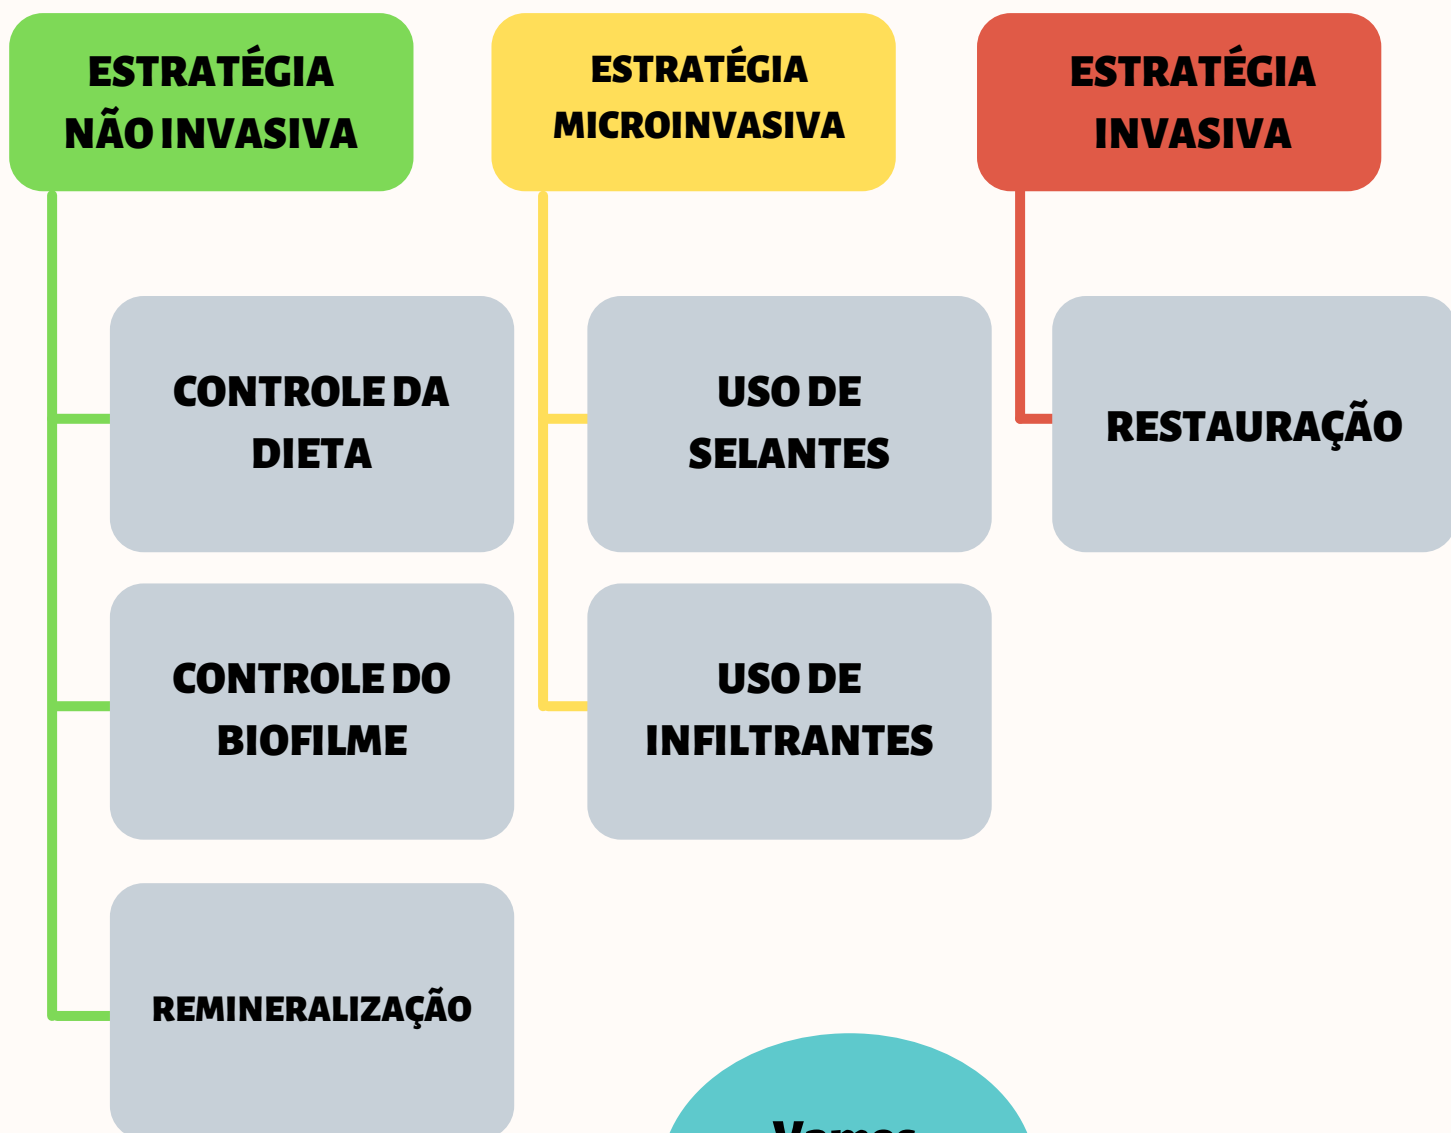 ESTRATÉGIA
NÃO INVASIVA
ESTRATÉGIA
MICROINVASIVA
ESTRATÉGIA
INVASIVA
CONTROLE DA
DIETA
USO DE
SELANTES
RESTAURAÇÃO
CONTROLE DO
BIOFILME
USO DE
INFILTRANTES
REMINERALIZAÇÃO
Vamos